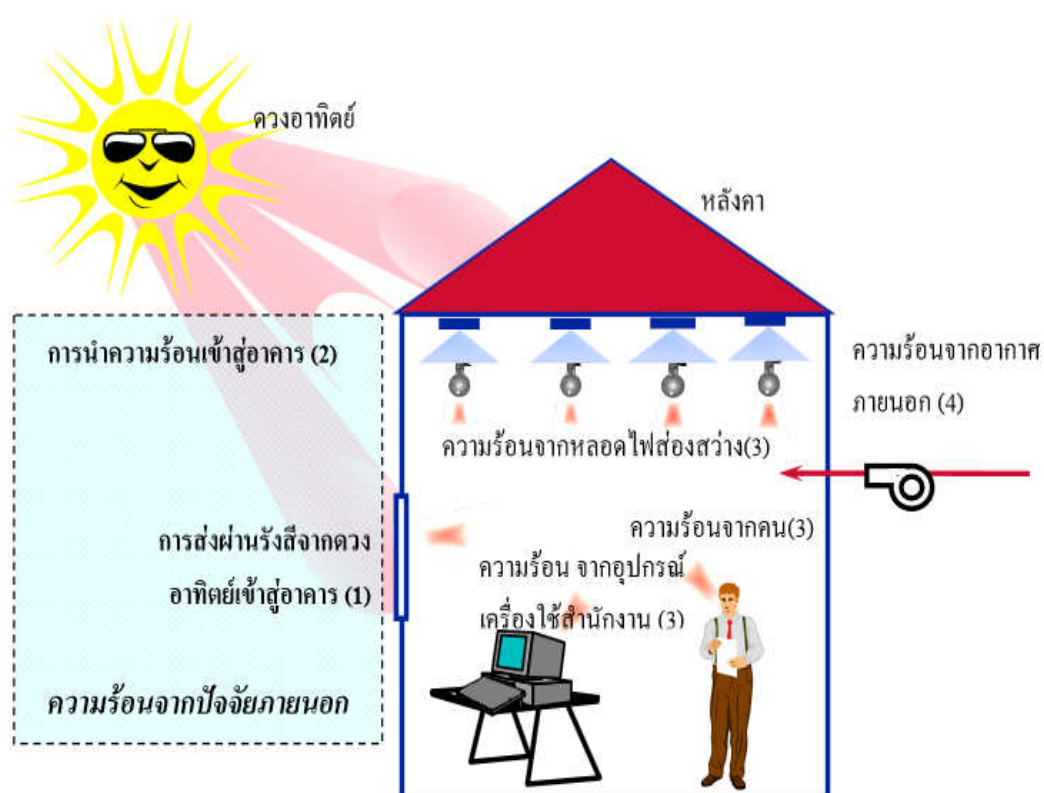 ดวงอาทิตย์
หลังคา
การนำความร้อนเข้าสู่อาคาร (2)
ความร้อนจากอากาศ
ภายนอก (4)
ความร้อนจากหลอดไฟส่องสว่าง(3)
การส่งผ่านรังสีจากดวง
อาทิตย์เข้าสู่อาคาร (1)
ความร้อนจากคน(3)
ความร้อน จากอุปกรณ์
เครื่องใช้สำนักงาน (3)
ความร้อนจากปัจจัยภายนอก